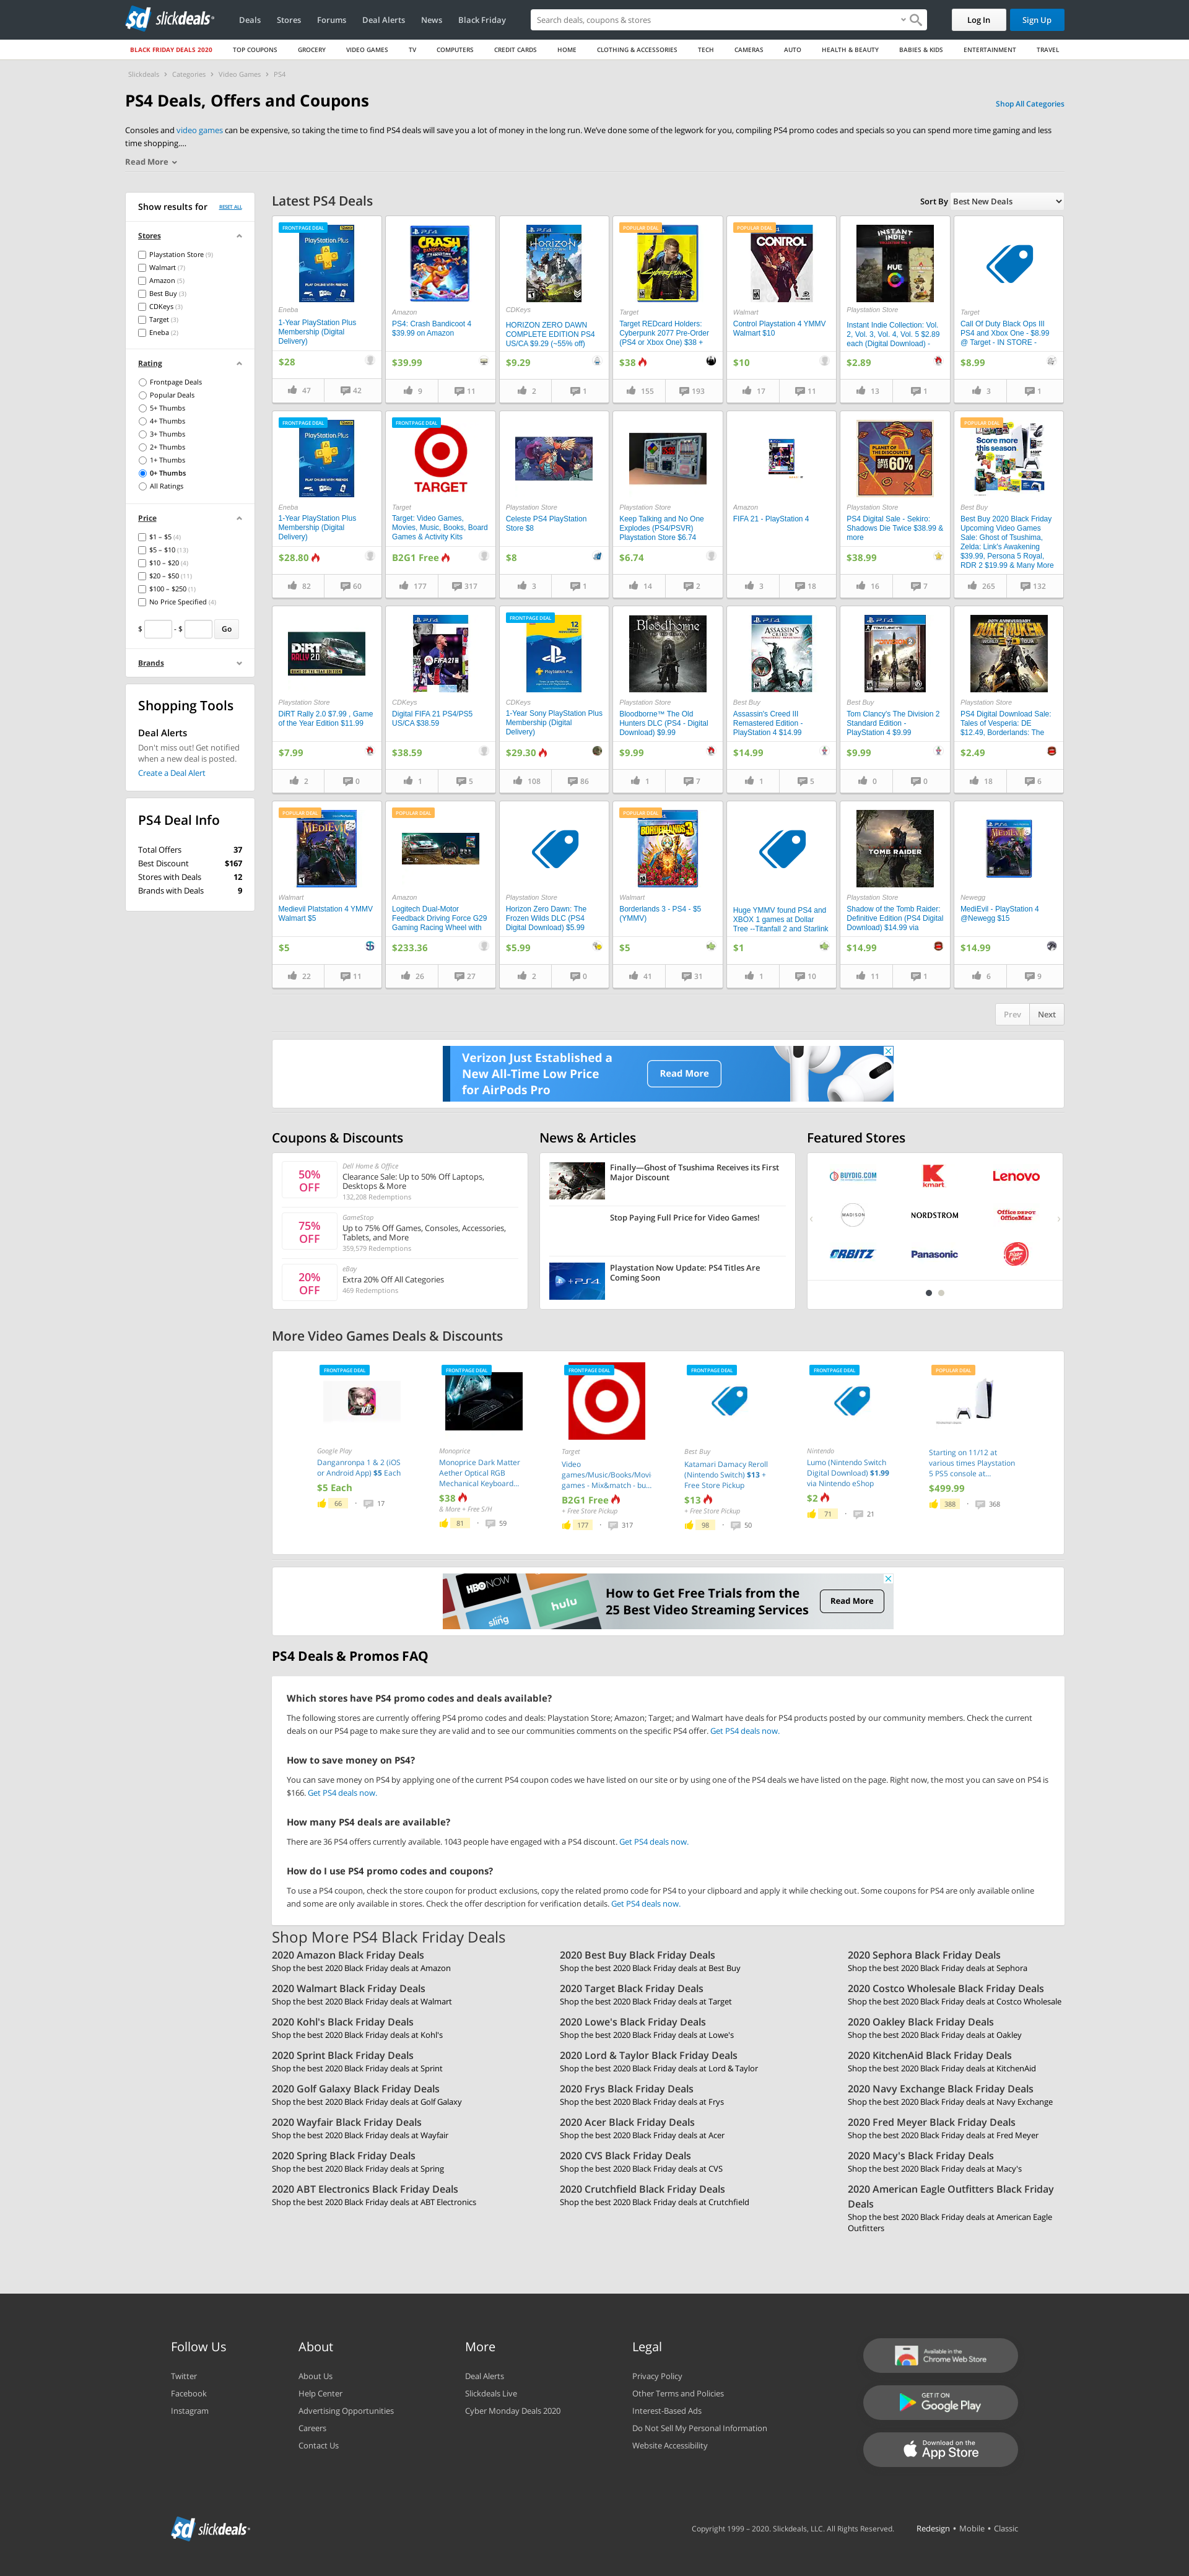 slickdeals
Deals Stores Forums Deal Alerts News Black Friday
Search deals, coupons & stores
Log In Sign Up
BLACK FRIDAY DEALS 2020 TOP COUPONS GROCERY VIDEO GAMES TV COMPUTERS CREDIT CARDS HOME CLOTHING & ACCESSORIES TECH CAMERAS AUTO HEALTH & BEAUTY BABIES & KIDS ENTERTAINMENT TRAVEL
Slickdeals › Categories › Video Games › PS4
PS4 Deals, Offers and Coupons
Shop All Categories
Consoles and video games can be expensive, so taking the time to find PS4 deals will save you a lot of money in the long run. We've done some of the legwork for you, compiling PS4 promo codes and specials so you can spend more time gaming and less
time shopping....
Read More
Show results for RESET ALL
Stores
Playstation Store (9)
Walmart (7)
Amazon (5)
Best Buy (3)
CDKeys (3)
Target (3)
Eneba (2)
Rating
Frontpage Deals
Popular Deals
5+ Thumbs
4+ Thumbs
3+ Thumbs
2+ Thumbs
1+ Thumbs
0+ Thumbs
All Ratings
Price
$1 – $5 (4)
$5 – $10 (13)
$10 – $20 (4)
$20 – $50 (11)
$100 – $250 (1)
No Price Specified (4)
$ - $ Go
Brands
Shopping Tools
Deal Alerts
Don't miss out! Get notified
when a new deal is posted.
Create a Deal Alert
PS4 Deal Info
Total Offers 37
Best Discount $167
Stores with Deals 12
Brands with Deals 9
Latest PS4 Deals
Sort By Best New Deals
FRONTPAGE DEAL
Eneba
1-Year PlayStation Plus
Membership (Digital
Delivery)
$28
47 42
Amazon
PS4: Crash Bandicoot 4
$39.99 on Amazon
$39.99
9 11
CDKeys
HORIZON ZERO DAWN
COMPLETE EDITION PS4
US/CA $9.29 (~55% off)
$9.29
2 1
POPULAR DEAL
Target
Target REDcard Holders:
Cyberpunk 2077 Pre-Order
(PS4 or Xbox One) $38 +
$38
155 193
POPULAR DEAL
CONTROL
Walmart
Control Playstation 4 YMMV
Walmart $10
$10
17 11
INSTANT
INDIE
HUE
Playstation Store
Instant Indie Collection: Vol.
2, Vol. 3, Vol. 4, Vol. 5 $2.89
each (Digital Download) -
$2.89
13 1
Target
Call Of Duty Black Ops III
PS4 and Xbox One - $8.99
@ Target - IN STORE -
$8.99
3 1
FRONTPAGE DEAL
Eneba
1-Year PlayStation Plus
Membership (Digital
Delivery)
$28.80
82 60
FRONTPAGE DEAL
TARGET
Target
Target: Video Games,
Movies, Music, Books, Board
Games & Activity Kits
B2G1 Free
177 317
Playstation Store
Celeste PS4 PlayStation
Store $8
$8
3 1
Playstation Store
Keep Talking and No One
Explodes (PS4/PSVR)
Playstation Store $6.74
$6.74
14 2
Amazon
FIFA 21 - PlayStation 4
3 18
PLANET OF
THE DISCOUNTS
60%
Playstation Store
PS4 Digital Sale - Sekiro:
Shadows Die Twice $38.99 &
more
$38.99
16 7
POPULAR DEAL
Score more
this season
Best Buy
Best Buy 2020 Black Friday
Upcoming Video Games
Sale: Ghost of Tsushima,
Zelda: Link's Awakening
$39.99, Persona 5 Royal,
RDR 2 $19.99 & Many More
265 132
DiRT
RALLY 2.0
Playstation Store
DiRT Rally 2.0 $7.99 , Game
of the Year Edition $11.99
$7.99
2 0
FIFA21
CDKeys
Digital FIFA 21 PS4/PS5
US/CA $38.59
$38.59
1 5
FRONTPAGE DEAL
12
PlayStation Plus
CDKeys
1-Year Sony PlayStation Plus
Membership (Digital
Delivery)
$29.30
108 86
Bloodborne
Playstation Store
Bloodborne™ The Old
Hunters DLC (PS4 - Digital
Download) $9.99
$9.99
1 7
ASSASSIN'S
CREED III
Best Buy
Assassin's Creed III
Remastered Edition -
PlayStation 4 $14.99
$14.99
1 5
Best Buy
Tom Clancy's The Division 2
Standard Edition -
PlayStation 4 $9.99
$9.99
0 0
DUKE NUKEM
Playstation Store
PS4 Digital Download Sale:
Tales of Vesperia: DE
$12.49, Borderlands: The
$2.49
18 6
POPULAR DEAL
MEDIEVIL
Walmart
Medievil Platstation 4 YMMV
Walmart $5
$5
22 11
POPULAR DEAL
Amazon
Logitech Dual-Motor
Feedback Driving Force G29
Gaming Racing Wheel with
$233.36
26 27
Playstation Store
Horizon Zero Dawn: The
Frozen Wilds DLC (PS4
Digital Download) $5.99
$5.99
2 0
POPULAR DEAL
BORDERLANDS 3
Walmart
Borderlands 3 - PS4 - $5
(YMMV)
$5
41 31
Huge YMMV found PS4 and
XBOX 1 games at Dollar
Tree --Titanfall 2 and Starlink
$1
1 10
TOMB RAIDER
Playstation Store
Shadow of the Tomb Raider:
Definitive Edition (PS4 Digital
Download) $14.99 via
$14.99
11 1
MEDIEVIL
Newegg
MediEvil - PlayStation 4
@Newegg $15
$14.99
6 9
Prev Next
Verizon Just Established a
New All-Time Low Price
for AirPods Pro
Read More
Coupons & Discounts
50%
OFF
Dell Home & Office
Clearance Sale: Up to 50% Off Laptops,
Desktops & More
132,208 Redemptions
75%
OFF
GameStop
Up to 75% Off Games, Consoles, Accessories,
Tablets, and More
359,579 Redemptions
20%
OFF
eBay
Extra 20% Off All Categories
469 Redemptions
News & Articles
Finally—Ghost of Tsushima Receives its First
Major Discount
Stop Paying Full Price for Video Games!
+PS4
Playstation Now Update: PS4 Titles Are
Coming Soon
Featured Stores
BUYDIG.COM kmart Lenovo
MADISON NORDSTROM Office DEPOT
OfficeMax
ORBITZ Panasonic
More Video Games Deals & Discounts
FRONTPAGE DEAL
Google Play
Danganronpa 1 & 2 (iOS
or Android App) $5 Each
$5 Each
66 • 17
FRONTPAGE DEAL
Monoprice
Monoprice Dark Matter
Aether Optical RGB
Mechanical Keyboard...
$38
& More + Free S/H
81 • 59
FRONTPAGE DEAL
Target
Video
games/Music/Books/Movi
games - Mix&match - bu...
B2G1 Free
+ Free Store Pickup
177 • 317
FRONTPAGE DEAL
Best Buy
Katamari Damacy Reroll
(Nintendo Switch) $13 +
Free Store Pickup
$13
+ Free Store Pickup
98 • 50
FRONTPAGE DEAL
Nintendo
Lumo (Nintendo Switch
Digital Download) $1.99
via Nintendo eShop
$2
71 • 21
POPULAR DEAL
Starting on 11/12 at
various times Playstation
5 PS5 console at...
$499.99
388 • 368
HBO NOW
sling
hulu
How to Get Free Trials from the
25 Best Video Streaming Services
Read More
PS4 Deals & Promos FAQ
Which stores have PS4 promo codes and deals available?
The following stores are currently offering PS4 promo codes and deals: Playstation Store; Amazon; Target; and Walmart have deals for PS4 products posted by our community members. Check the current
deals on our PS4 page to make sure they are valid and to see our communities comments on the specific PS4 offer. Get PS4 deals now.
How to save money on PS4?
You can save money on PS4 by applying one of the current PS4 coupon codes we have listed on our site or by using one of the PS4 deals we have listed on the page. Right now, the most you can save on PS4 is
$166. Get PS4 deals now.
How many PS4 deals are available?
There are 36 PS4 offers currently available. 1043 people have engaged with a PS4 discount. Get PS4 deals now.
How do I use PS4 promo codes and coupons?
To use a PS4 coupon, check the store coupon for product exclusions, copy the related promo code for PS4 to your clipboard and apply it while checking out. Some coupons for PS4 are only available online
and some are only available in stores. Check the offer description for verification details. Get PS4 deals now.
Shop More PS4 Black Friday Deals
2020 Amazon Black Friday Deals
Shop the best 2020 Black Friday deals at Amazon
2020 Best Buy Black Friday Deals
Shop the best 2020 Black Friday deals at Best Buy
2020 Sephora Black Friday Deals
Shop the best 2020 Black Friday deals at Sephora
2020 Walmart Black Friday Deals
Shop the best 2020 Black Friday deals at Walmart
2020 Target Black Friday Deals
Shop the best 2020 Black Friday deals at Target
2020 Costco Wholesale Black Friday Deals
Shop the best 2020 Black Friday deals at Costco Wholesale
2020 Kohl's Black Friday Deals
Shop the best 2020 Black Friday deals at Kohl's
2020 Lowe's Black Friday Deals
Shop the best 2020 Black Friday deals at Lowe's
2020 Oakley Black Friday Deals
Shop the best 2020 Black Friday deals at Oakley
2020 Sprint Black Friday Deals
Shop the best 2020 Black Friday deals at Sprint
2020 Lord & Taylor Black Friday Deals
Shop the best 2020 Black Friday deals at Lord & Taylor
2020 KitchenAid Black Friday Deals
Shop the best 2020 Black Friday deals at KitchenAid
2020 Golf Galaxy Black Friday Deals
Shop the best 2020 Black Friday deals at Golf Galaxy
2020 Frys Black Friday Deals
Shop the best 2020 Black Friday deals at Frys
2020 Navy Exchange Black Friday Deals
Shop the best 2020 Black Friday deals at Navy Exchange
2020 Wayfair Black Friday Deals
Shop the best 2020 Black Friday deals at Wayfair
2020 Acer Black Friday Deals
Shop the best 2020 Black Friday deals at Acer
2020 Fred Meyer Black Friday Deals
Shop the best 2020 Black Friday deals at Fred Meyer
2020 Spring Black Friday Deals
Shop the best 2020 Black Friday deals at Spring
2020 CVS Black Friday Deals
Shop the best 2020 Black Friday deals at CVS
2020 Macy's Black Friday Deals
Shop the best 2020 Black Friday deals at Macy's
2020 ABT Electronics Black Friday Deals
Shop the best 2020 Black Friday deals at ABT Electronics
2020 Crutchfield Black Friday Deals
Shop the best 2020 Black Friday deals at Crutchfield
2020 American Eagle Outfitters Black Friday
Deals
Shop the best 2020 Black Friday deals at American Eagle
Outfitters
Follow Us
Twitter
Facebook
Instagram
About
About Us
Help Center
Advertising Opportunities
Careers
Contact Us
More
Deal Alerts
Slickdeals Live
Cyber Monday Deals 2020
Legal
Privacy Policy
Other Terms and Policies
Interest-Based Ads
Do Not Sell My Personal Information
Website Accessibility
Available in the
Chrome Web Store
GET IT ON
Google Play
Download on the
App Store
slickdeals
Copyright 1999 – 2020. Slickdeals, LLC. All Rights Reserved. Redesign • Mobile • Classic